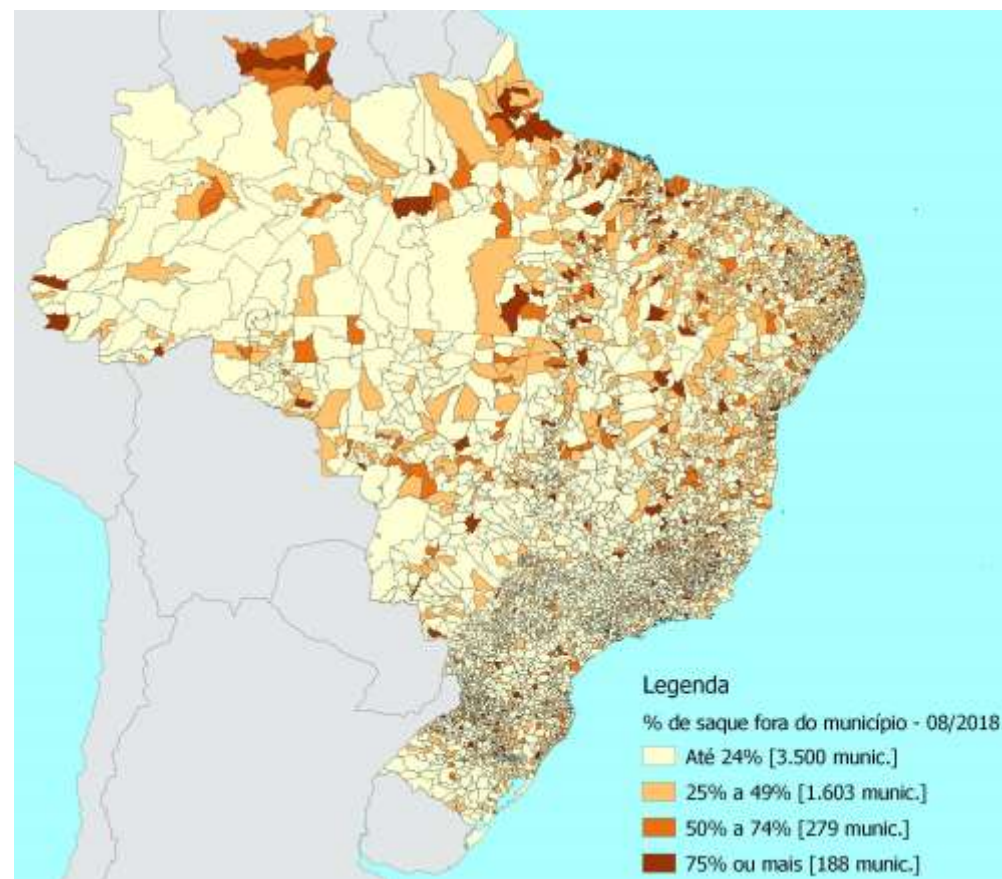 Legenda
% de saque fora do município - 08/2018
Até 24% [3.500 munic.]
25% a 49% [1.603 munic.]
50% a 74% [279 munic.]
75% ou mais [188 munic.]